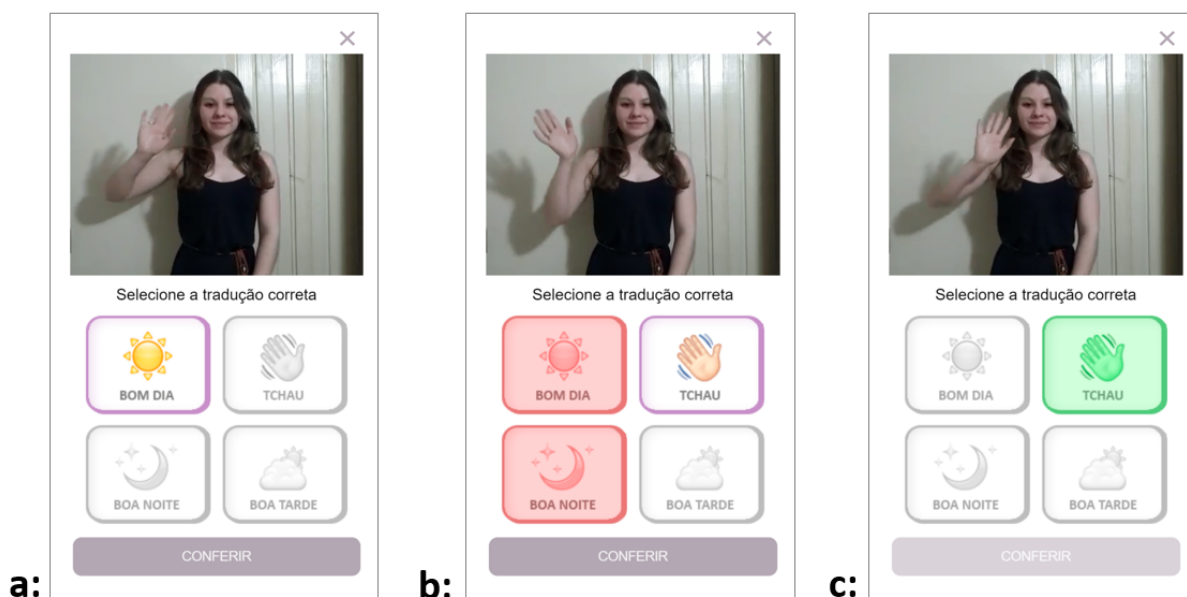 ×
Selecione a tradução correta
BOM DIA
TCHAU
BOA NOITE
BOA TARDE
CONFERIR
a:
×
Selecione a tradução correta
BOM DIA
TCHAU
BOA NOITE
BOA TARDE
CONFERIR
b:
×
Selecione a tradução correta
BOM DIA
TCHAU
BOA NOITE
BOA TARDE
CONFERIR
c: